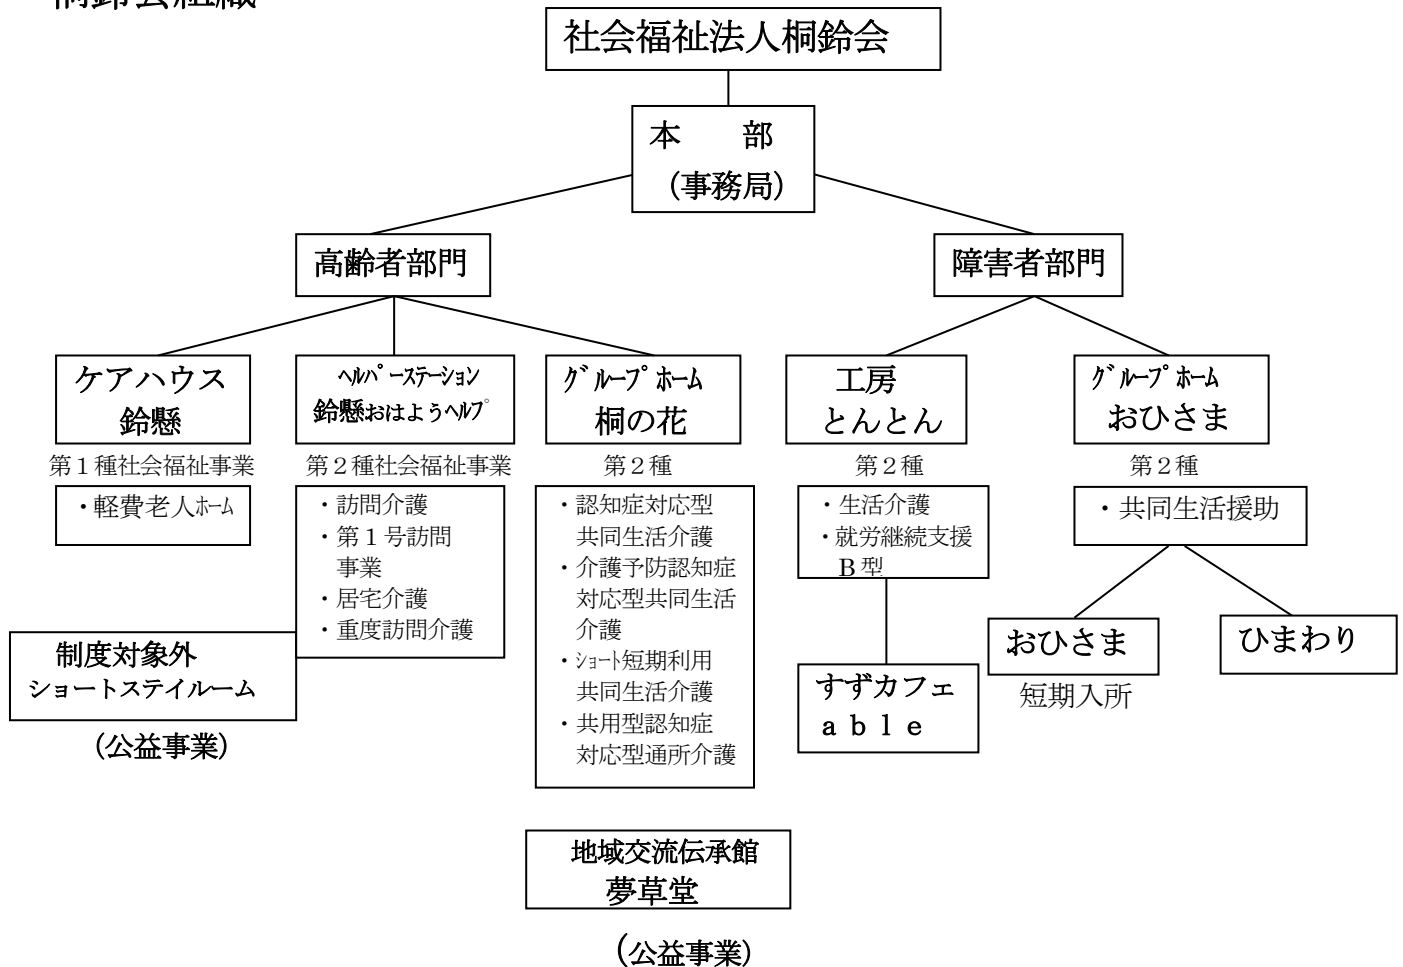 桐鈴会組織
社会福祉法人桐鈴会
本　　部
（事務局）
高齢者部門
障害者部門
ケアハウス
鈴懸
第１種社会福祉事業
・軽費老人ﾎｰﾑ
ﾍﾙﾊﾟｰｽﾃｰｼｮﾝ
鈴懸おはようﾍﾙﾌﾟ
第２種社会福祉事業
・訪問介護
・第１号訪問
事業
・居宅介護
・重度訪問介護
制度対象外
ショートステイルーム
（公益事業）
ｸﾞﾙｰﾌﾟﾎｰﾑ
桐の花
第２種
・認知症対応型
共同生活介護
・介護予防認知症
対応型共同生活
介護
・ｼｮｰﾄ短期利用
共同生活介護
・共用型認知症
対応型通所介護
工房
とんとん
第２種
・生活介護
・就労継続支援
Ｂ型
すずカフェ
ａｂｌｅ
ｸﾞﾙｰﾌﾟﾎｰﾑ
おひさま
第２種
・共同生活援助
おひさま
短期入所
ひまわり
地域交流伝承館
夢草堂
（公益事業）